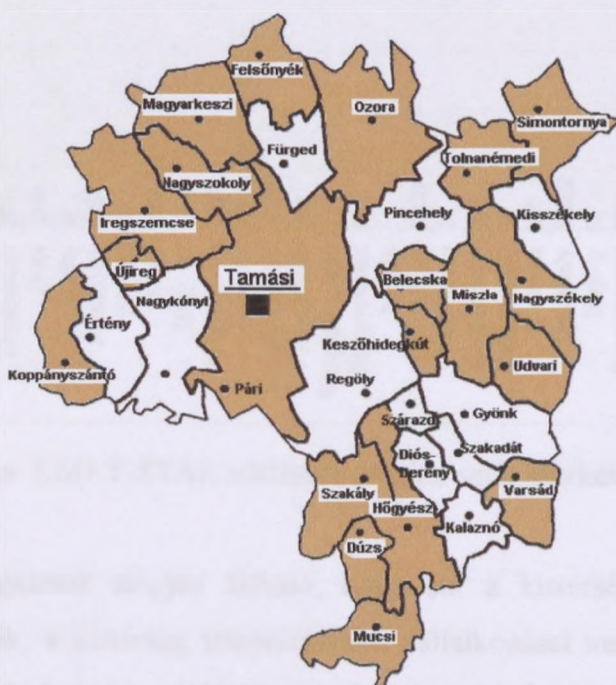 Felsőnyék
Magyarkeszi
Ozora
Simontornya
Fürged
Tolnanémedi
Nagyszokoly
Pincehely
Kisszékely
Iregszemcse
Újireg
Tamási
Belecska
Nagykónyi
Miszla
Nagyszékely
Értény
Keszőhidegkút
Koppányszántó
Udvari
Pári
Regöly
Szárazd
Gyönk
Diós-
berény
Szakadát
Szakály
Varsád
Hőgyész
Kalaznó
Dúzs
Mucsi